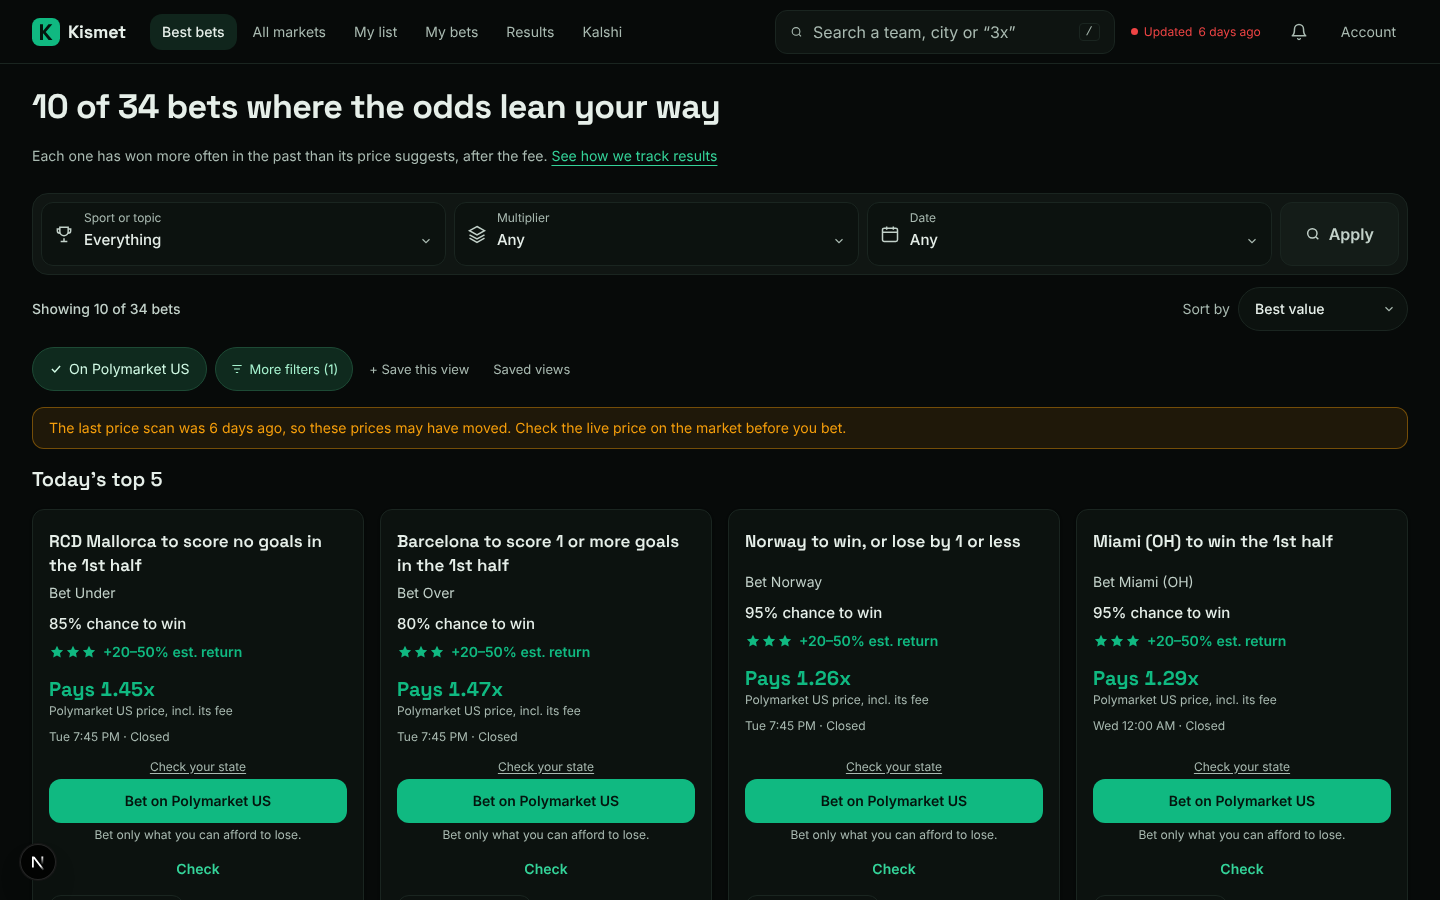 K Kismet
Best bets
All markets
My list
My bets
Results
Kalshi
Search a team, city or “3x”
/
Updated 6 days ago
Account
10 of 34 bets where the odds lean your way
Each one has won more often in the past than its price suggests, after the fee. See how we track results
Sport or topic
Everything
Multiplier
Any
Date
Any
Apply
Showing 10 of 34 bets
Sort by
Best value
On Polymarket US
More filters (1)
+ Save this view
Saved views
The last price scan was 6 days ago, so these prices may have moved. Check the live price on the market before you bet.
Today’s top 5
RCD Mallorca to score no goals in
the 1st half
Bet Under
85% chance to win
+20–50% est. return
Pays 1.45x
Polymarket US price, incl. its fee
Tue 7:45 PM · Closed
Check your state
Bet on Polymarket US
Bet only what you can afford to lose.
Check
Barcelona to score 1 or more goals
in the 1st half
Bet Over
80% chance to win
+20–50% est. return
Pays 1.47x
Polymarket US price, incl. its fee
Tue 7:45 PM · Closed
Check your state
Bet on Polymarket US
Bet only what you can afford to lose.
Check
Norway to win, or lose by 1 or less
Bet Norway
95% chance to win
+20–50% est. return
Pays 1.26x
Polymarket US price, incl. its fee
Tue 7:45 PM · Closed
Check your state
Bet on Polymarket US
Bet only what you can afford to lose.
Check
Miami (OH) to win the 1st half
Bet Miami (OH)
95% chance to win
+20–50% est. return
Pays 1.29x
Polymarket US price, incl. its fee
Wed 12:00 AM · Closed
Check your state
Bet on Polymarket US
Bet only what you can afford to lose.
Check
N